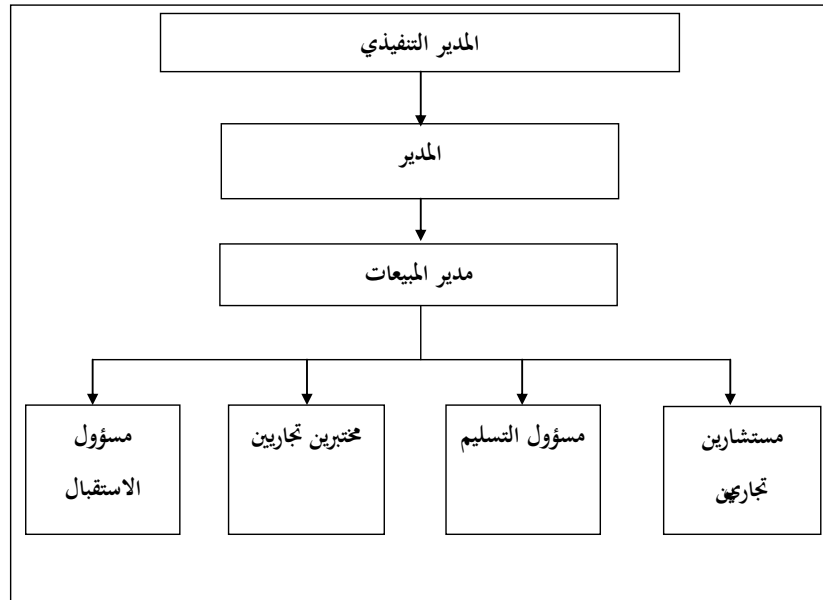 المدير التنفيذي
المدير
مدير المبيعات
مستشارين
تجاريين
مسؤول التسليم
مختبرين تجاريين
مسؤول
الاستقبال